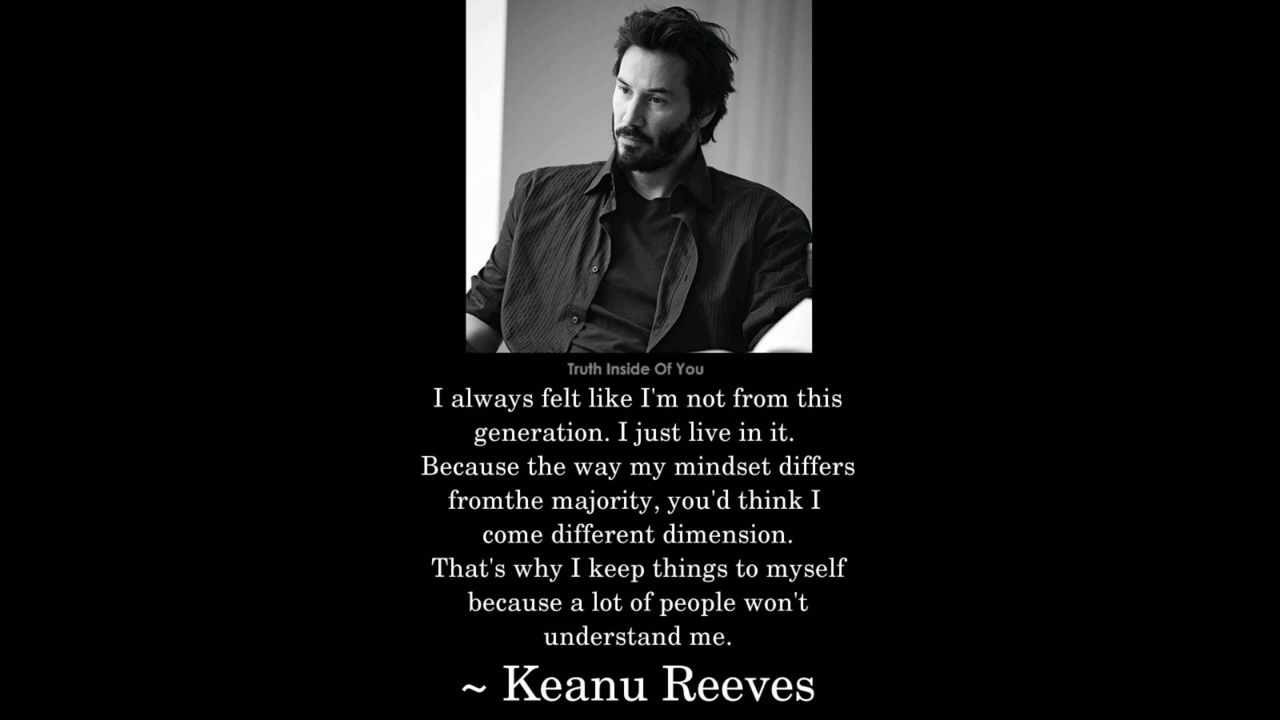 Truth Inside Of You
I always felt like I'm not from this
generation. I just live in it.
Because the way my mindset differs
fromthe majority, you'd think I
come different dimension.
That's why I keep things to myself
because a lot of people won't
understand me.
~ Keanu Reeves